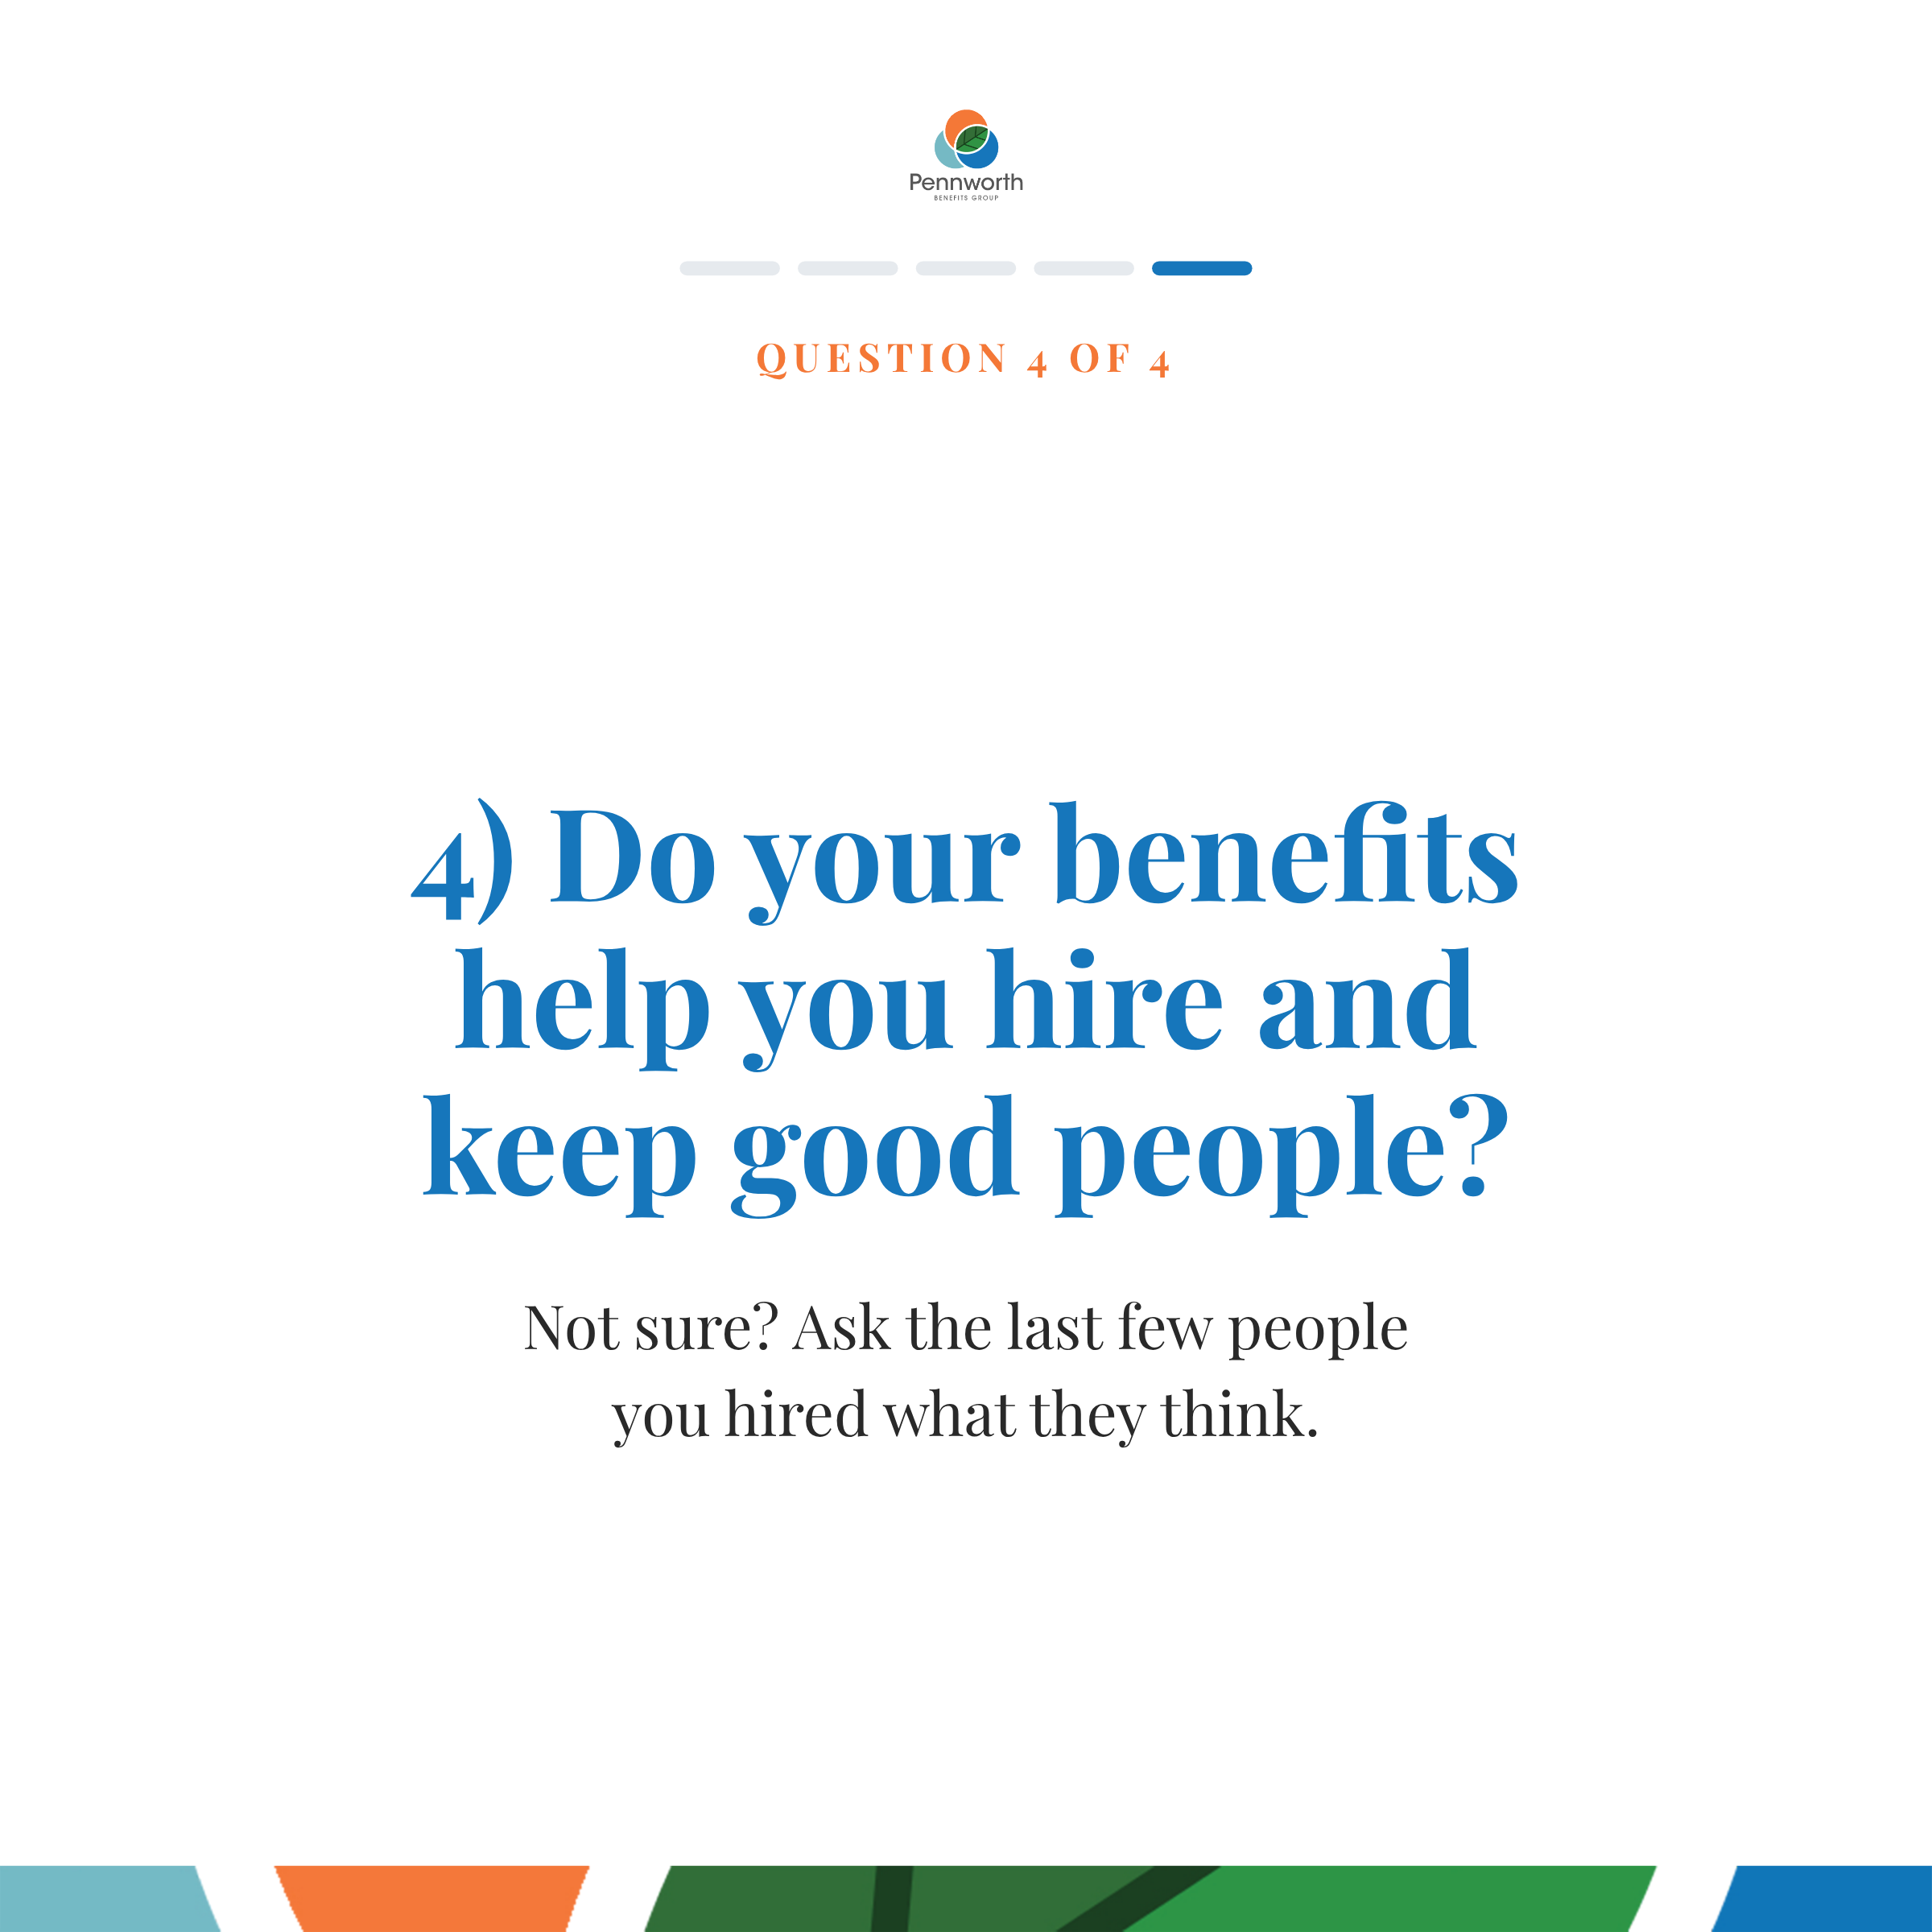 Pennworth
BENEFITS GROUP
QUESTION 4 OF 4
4) Do your benefits
help you hire and
keep good people?
Not sure? Ask the last few people
you hired what they think.